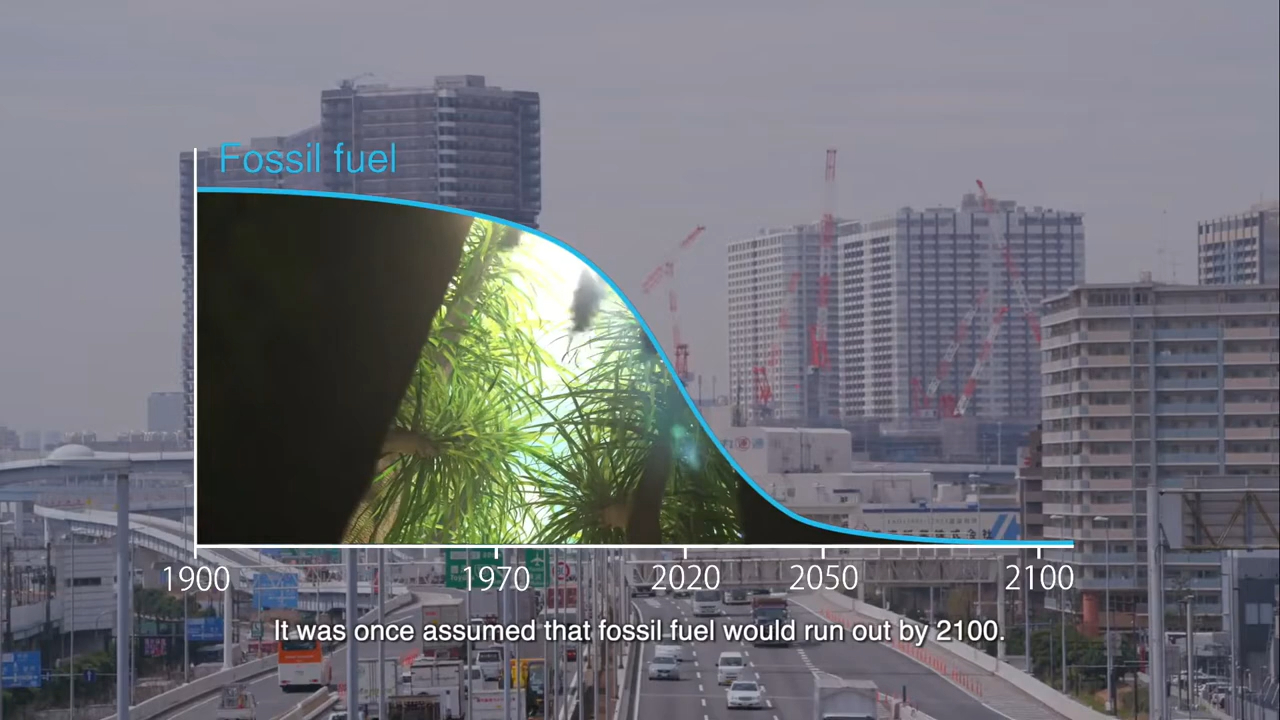 Fossil fuel
1900 1970 2020 2050 2100
It was once assumed that fossil fuel would run out by 2100.